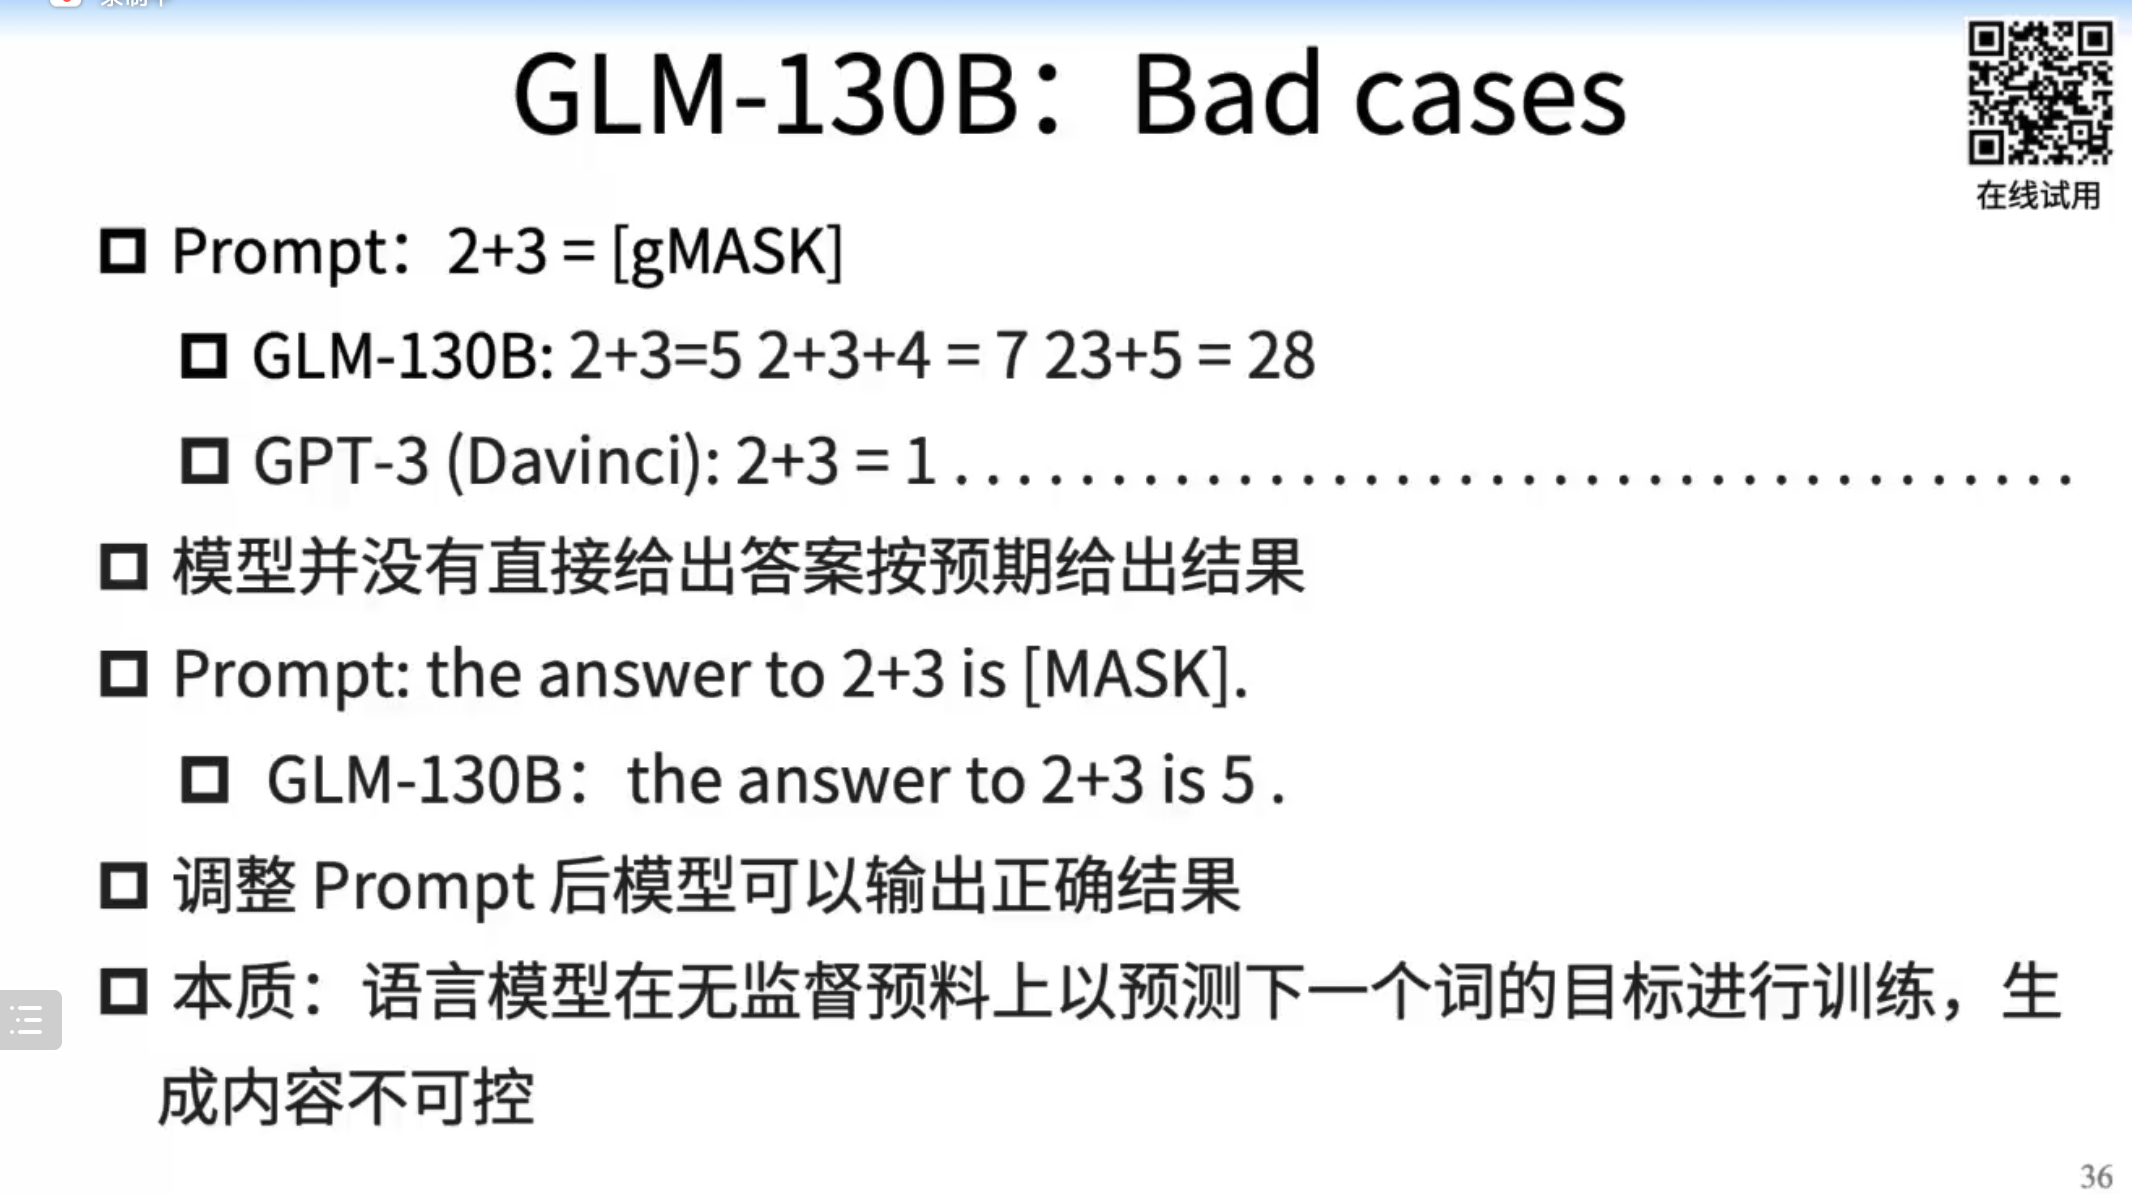 GLM-130B：Bad cases
在线试用
Prompt：2+3 = [gMASK]
GLM-130B: 2+3=5 2+3+4 = 7 23+5 = 28
GPT-3 (Davinci): 2+3 = 1 . . . . . . . . . . . . . . . . . . . . . . . . . . . . . . . . . . . .
模型并没有直接给出答案按预期给出结果
Prompt: the answer to 2+3 is [MASK].
GLM-130B：the answer to 2+3 is 5 .
调整 Prompt 后模型可以输出正确结果
本质：语言模型在无监督预料上以预测下一个词的目标进行训练，生
成内容不可控
36